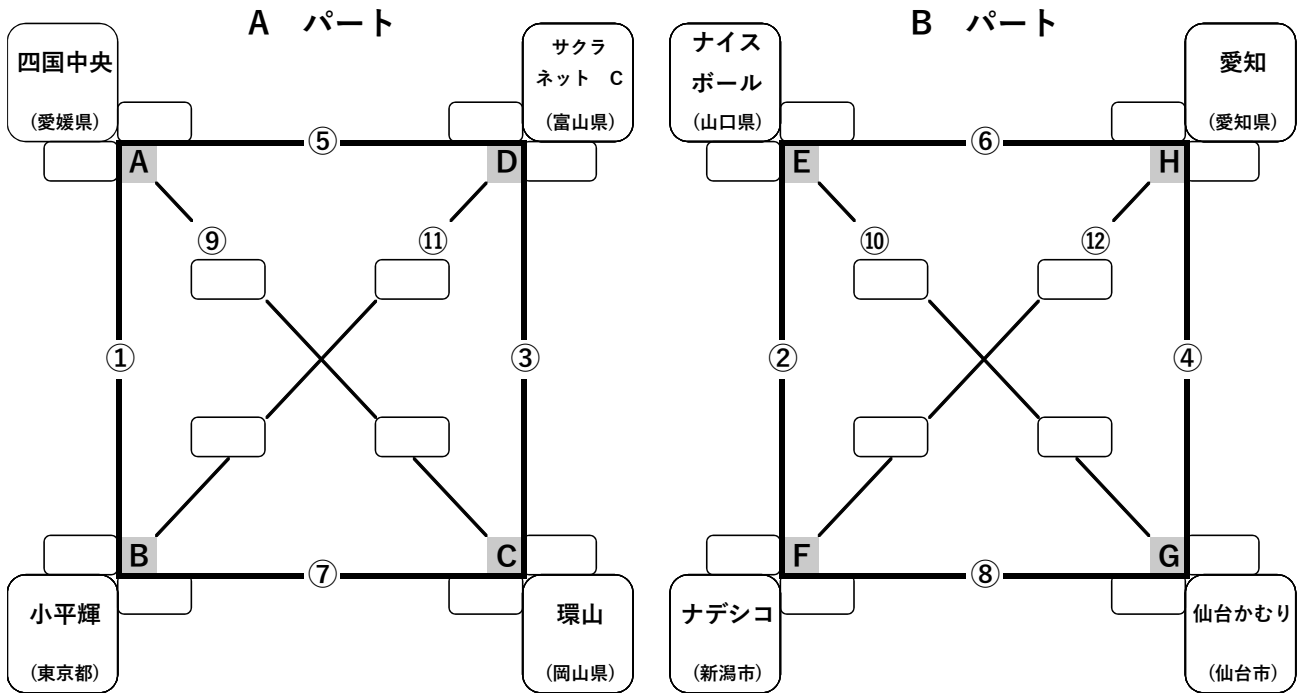 A　パート
B　パート
四国中央
(愛媛県)
サクラ
ネット　C
(富山県)
ナイス
ボール
(山口県)
愛知
(愛知県)
⑤
⑥
A
D
E
H
⑨
⑪
⑩
⑫
①
③
②
④
B
C
F
G
⑦
⑧
小平輝
(東京都)
環山
(岡山県)
ナデシコ
(新潟市)
仙台かむり
(仙台市)